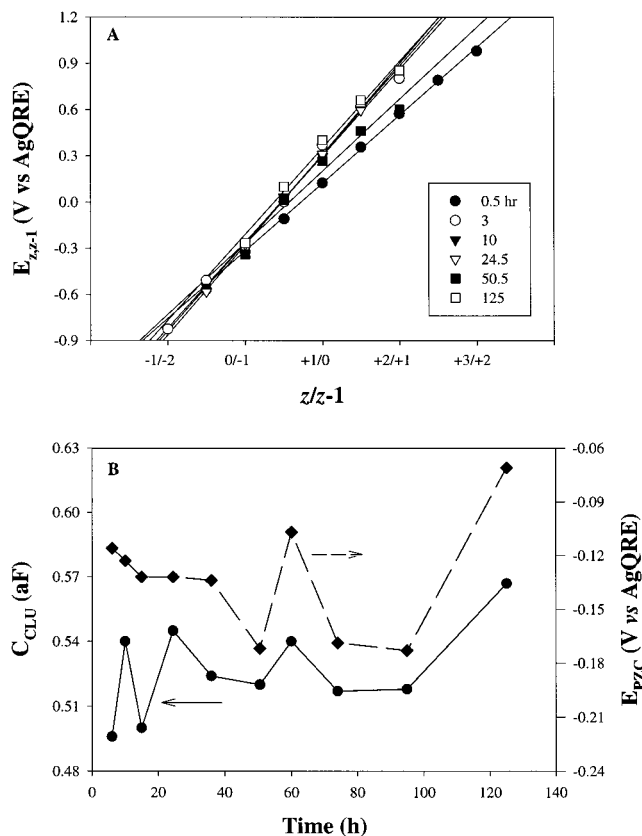 A
1.2
0.9
0.6
0.3
0.0
-0.3
-0.6
-0.9
E z,z-1 (V vs AgQRE)
0.5 hr
3
10
24.5
50.5
125
-1/-2 0/-1 +1/0 +2/+1 +3/+2
z/z-1
B
0.63
0.60
0.57
0.54
0.51
0.48
C CLU (aF)
-0.06
-0.09
-0.12
-0.15
-0.18
-0.21
-0.24
E PZC (V vs AgQRE)
0 20 40 60 80 100 120 140
Time (h)